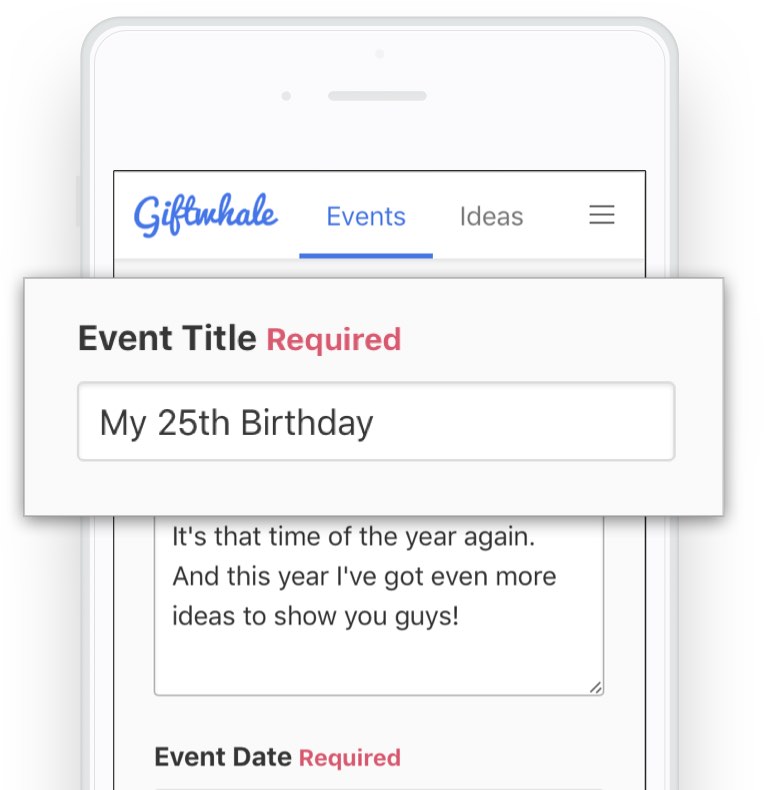 Giftwhale Events Ideas
Event Title Required
My 25th Birthday
It's that time of the year again.
And this year I've got even more
ideas to show you guys!
Event Date Required